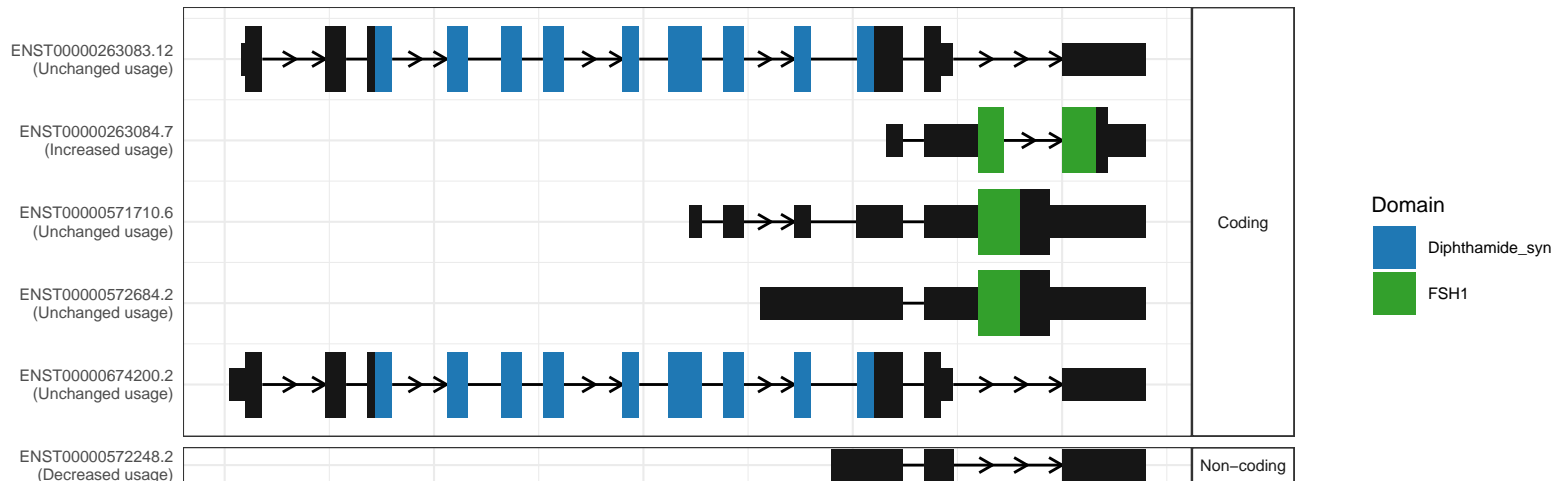 ENST00000263083.12
(Unchanged usage)
ENST00000263084.7
(Increased usage)
ENST00000571710.6
(Unchanged usage)
ENST00000572684.2
(Unchanged usage)
ENST00000674200.2
(Unchanged usage)
ENST00000572248.2
(Decreased usage)
Coding
Non−coding
Domain
Diphthamide_syn
FSH1